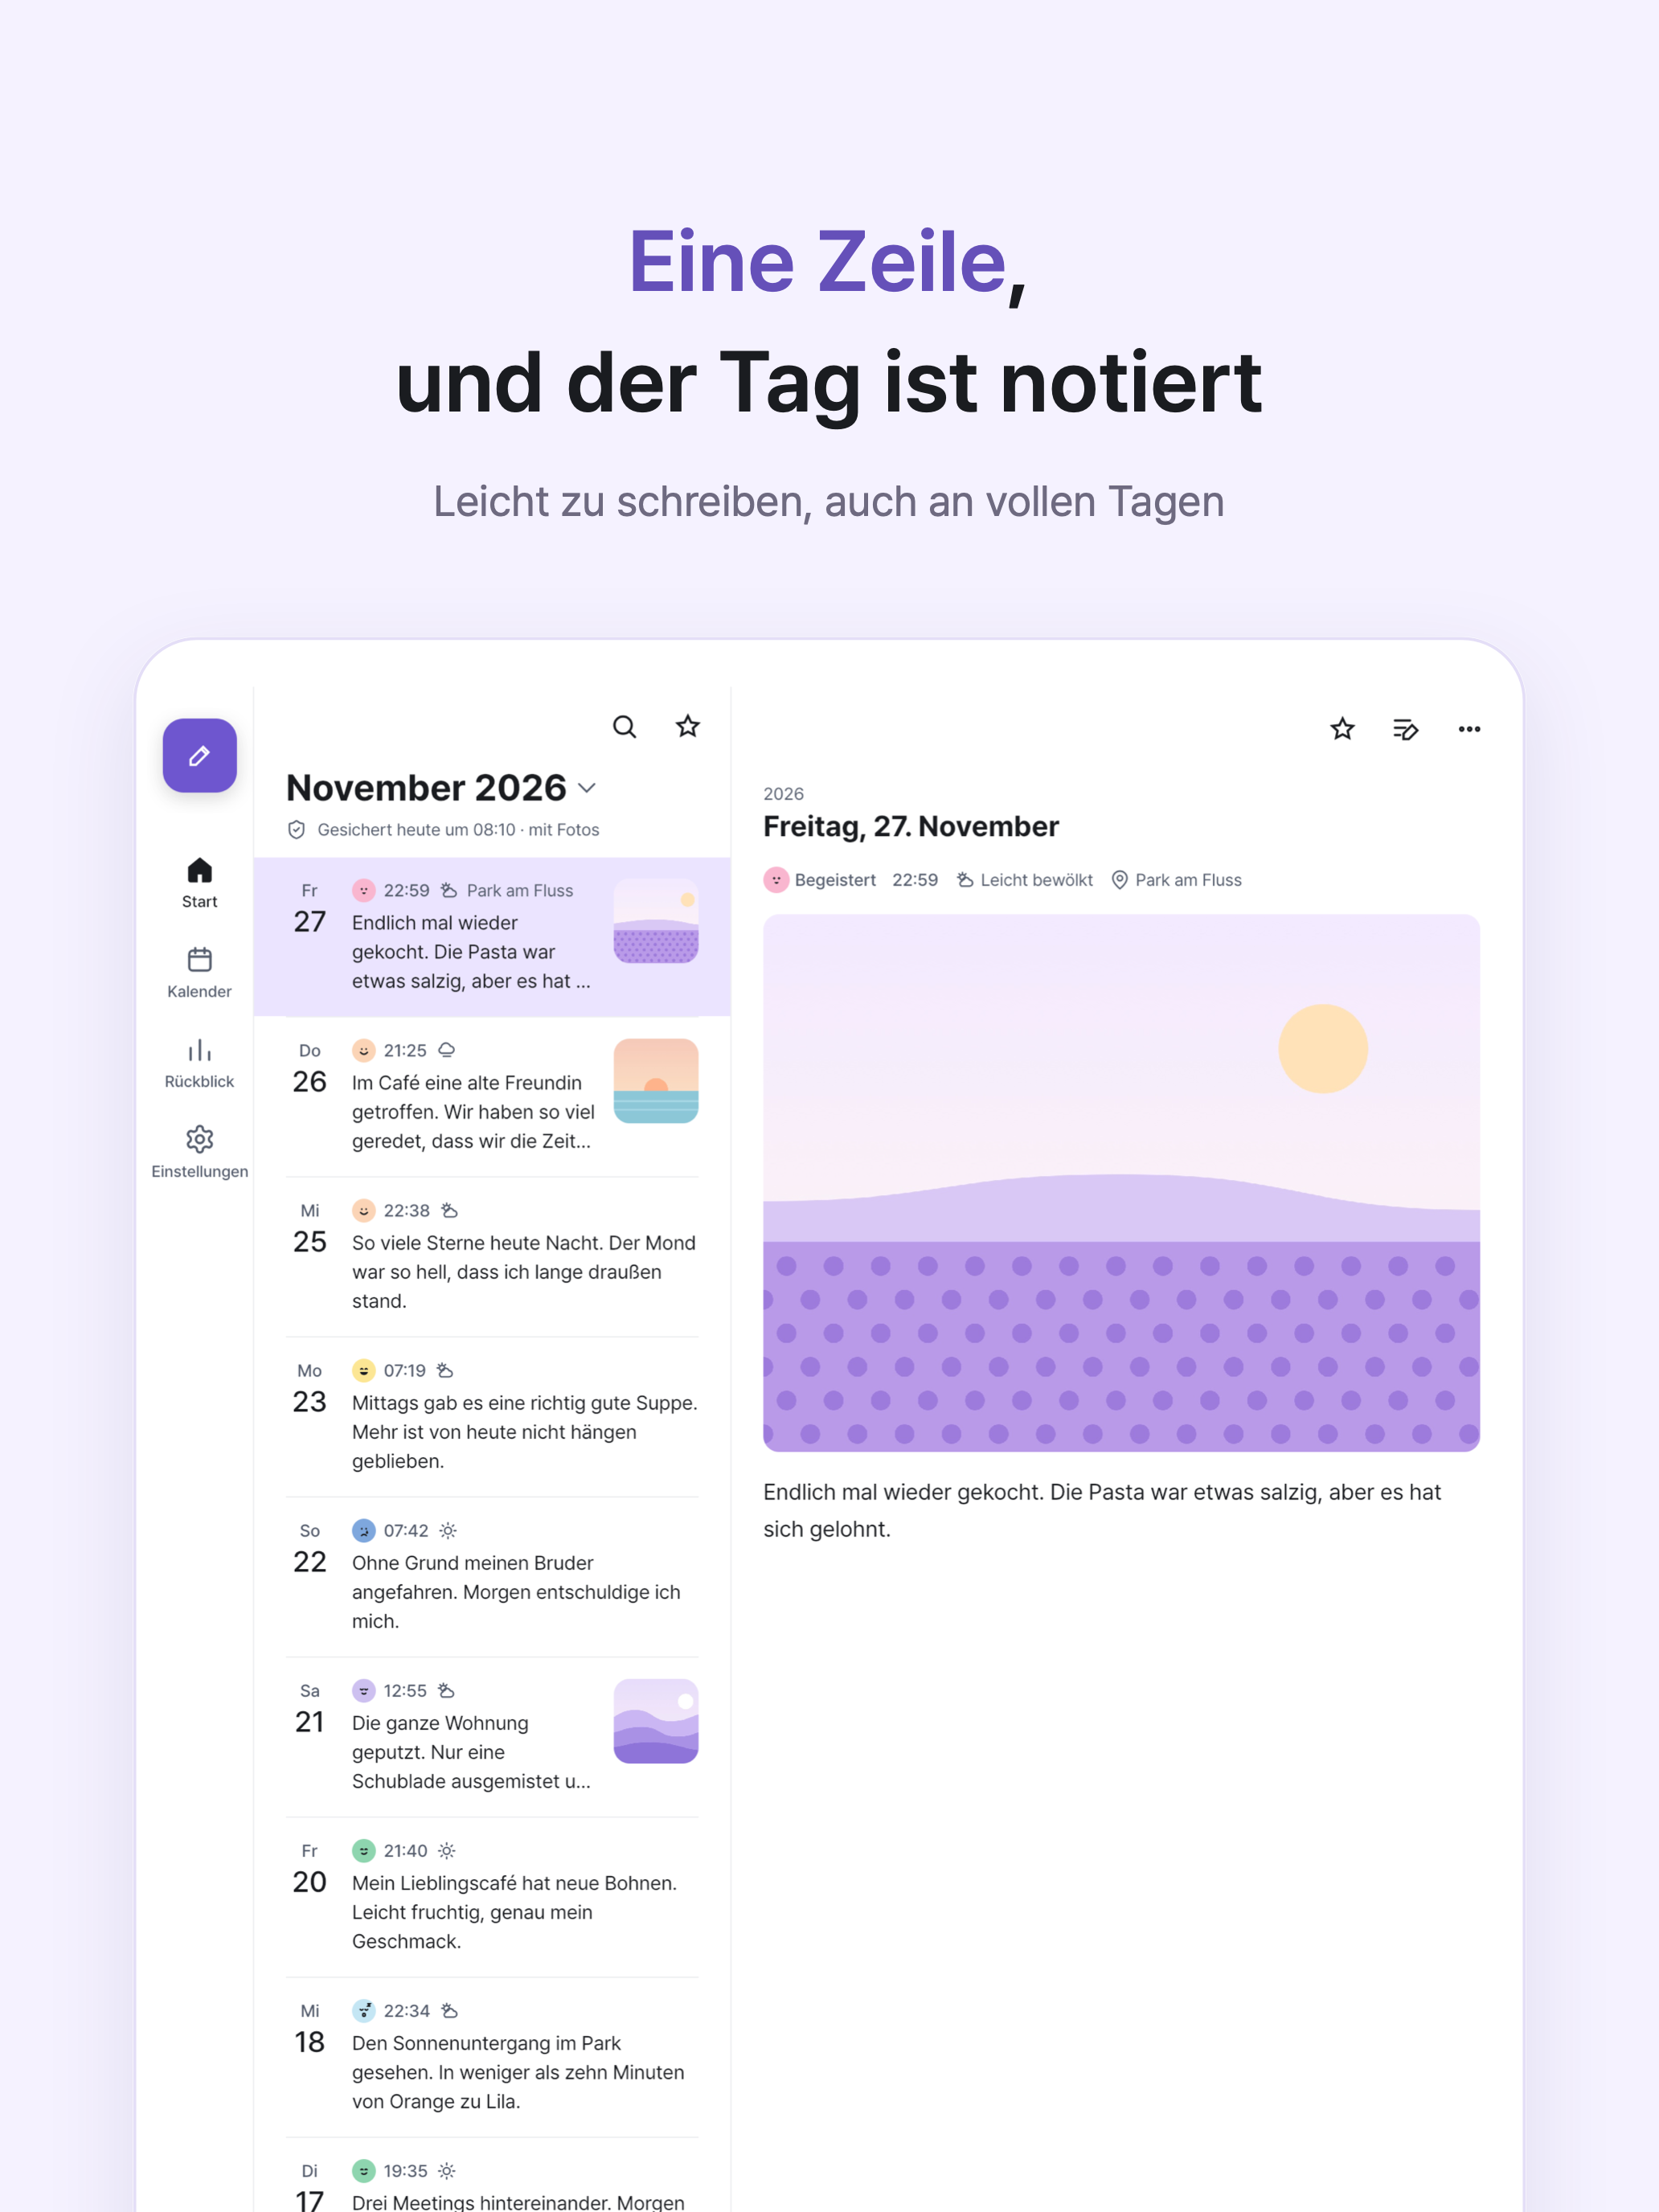 Eine Zeile,
und der Tag ist notiert
Leicht zu schreiben, auch an vollen Tagen
Start
Kalender
Rückblick
Einstellungen
November 2026
Gesichert heute um 08:10 · mit Fotos
Fr
27
22:59 Park am Fluss
Endlich mal wieder
gekocht. Die Pasta war
etwas salzig, aber es hat ...
Do
26
21:25
Im Café eine alte Freundin
getroffen. Wir haben so viel
geredet, dass wir die Zeit...
Mi
25
22:38
So viele Sterne heute Nacht. Der Mond
war so hell, dass ich lange draußen
stand.
Mo
23
07:19
Mittags gab es eine richtig gute Suppe.
Mehr ist von heute nicht hängen
geblieben.
So
22
07:42
Ohne Grund meinen Bruder
angefahren. Morgen entschuldige ich
mich.
Sa
21
12:55
Die ganze Wohnung
geputzt. Nur eine
Schublade ausgemistet u...
Fr
20
21:40
Mein Lieblingscafé hat neue Bohnen.
Leicht fruchtig, genau mein
Geschmack.
Mi
18
22:34
Den Sonnenuntergang im Park
gesehen. In weniger als zehn Minuten
von Orange zu Lila.
Di
17
19:35
Drei Meetings hintereinander. Morgen
2026
Freitag, 27. November
Begeistert 22:59 Leicht bewölkt Park am Fluss
Endlich mal wieder gekocht. Die Pasta war etwas salzig, aber es hat
sich gelohnt.